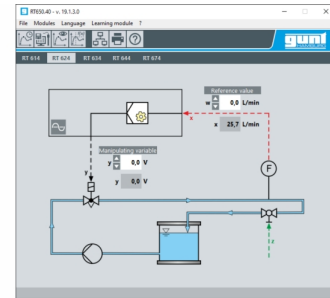 RT650-40 - v. 19.1.3.0
File Modules Language Learning module ?
gunt
RT 614 RT 624 RT 634 RT 644 RT 674
Reference value
w 0,0 L/min
x 25,7 L/min
x
Manipulating variable
y 0,0 V
y 0,0 V
y
F
z